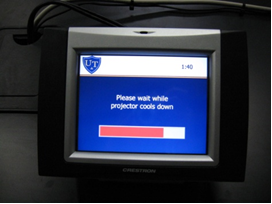 UT
1:40
Please wait while
projector cools down
CRESTRON